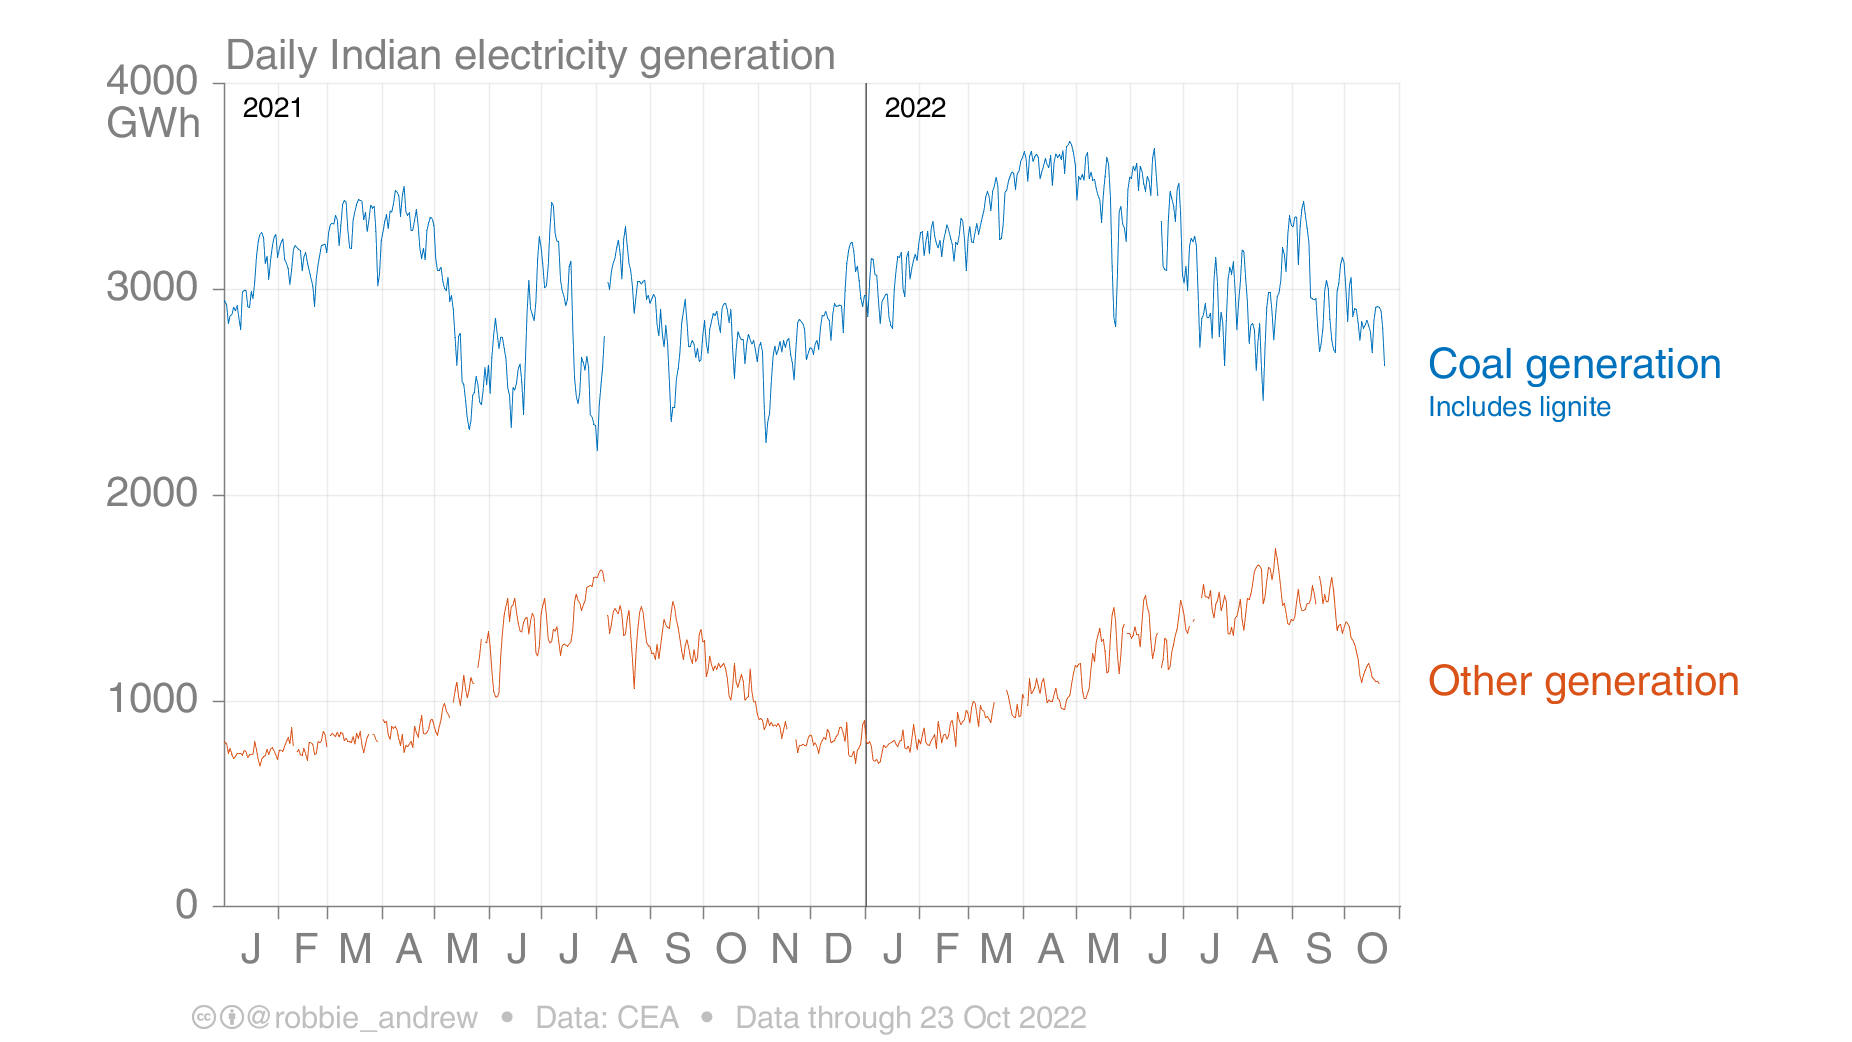 Daily Indian electricity generation
4000
GWh
2021
2022
3000
2000
1000
0
Coal generation
Includes lignite
Other generation
J F M A M J J A S O N D J F M A M J J A S O
cc @robbie_andrew • Data: CEA • Data through 23 Oct 2022